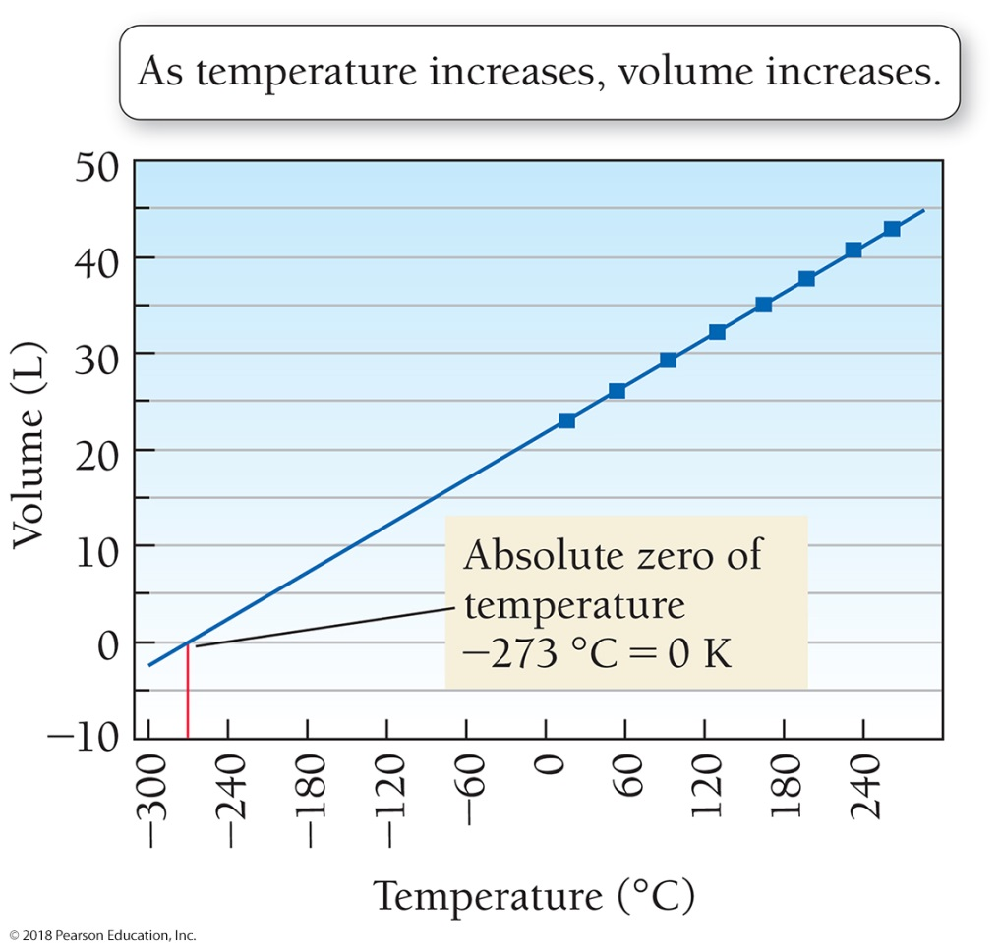 As temperature increases, volume increases.
50
40
30
20
10
0
−10
Volume (L)
Absolute zero of
temperature
−273 °C = 0 K
−300
−240
−180
−120
−60
0
60
120
180
240
Temperature (°C)
© 2018 Pearson Education, Inc.